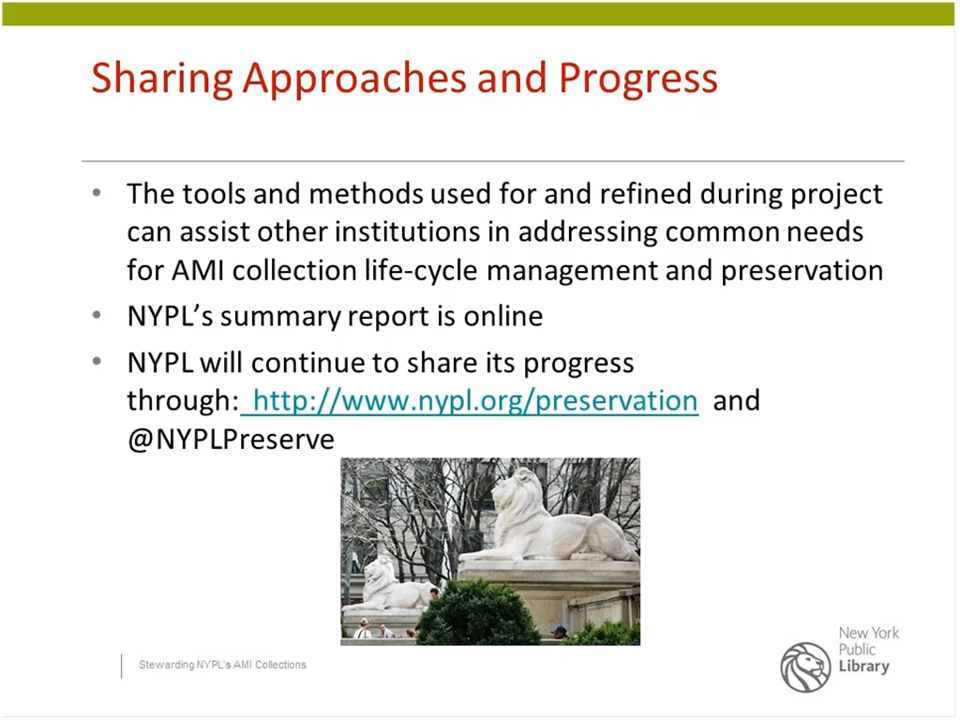 Sharing Approaches and Progress
• The tools and methods used for and refined during project
can assist other institutions in addressing common needs
for AMI collection life-cycle management and preservation
• NYPL’s summary report is online
• NYPL will continue to share its progress
through: http://www.nypl.org/preservation and
@NYPLPreserve
Stewarding NYPL's AMI Collections
New York
Public
Library